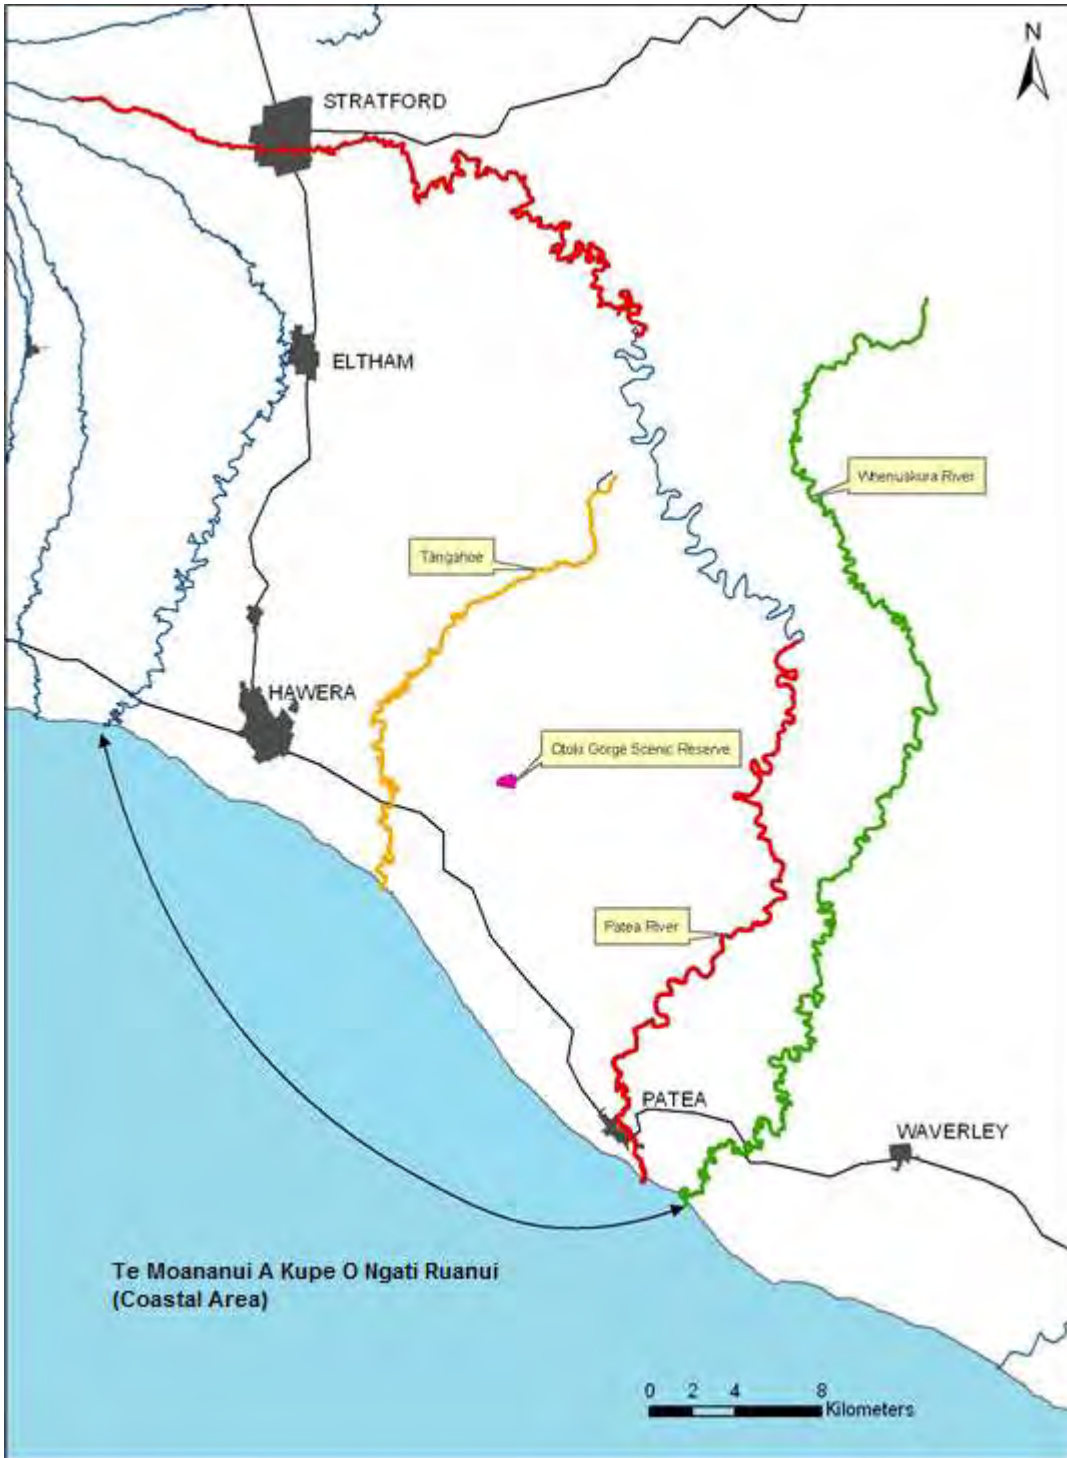 N
STRATFORD
ELTHAM
Whenuakura River
Tangahoe
HAWERA
Otoki Gorge Scenic Reserve
Patea River
PATEA
WAVERLEY
Te Moananui A Kupe O Ngati Ruanui
(Coastal Area)
0 2 4 8
Kilometers